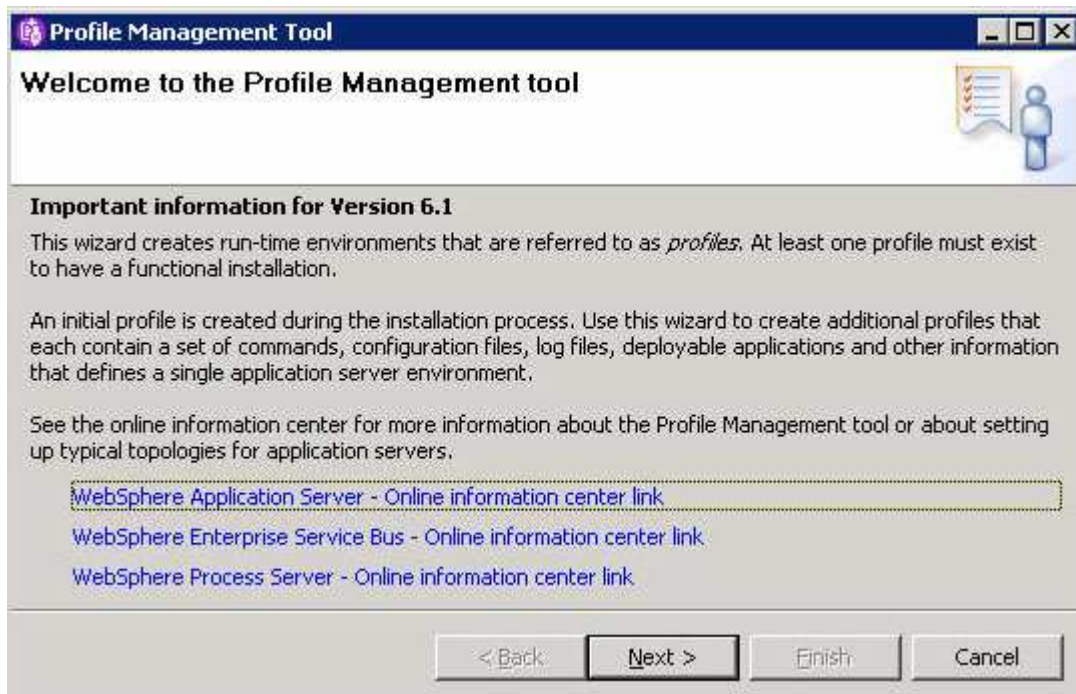 Profile Management Tool
Welcome to the Profile Management tool
Important information for Version 6.1
This wizard creates run-time environments that are referred to as profiles. At least one profile must exist
to have a functional installation.
An initial profile is created during the installation process. Use this wizard to create additional profiles that
each contain a set of commands, configuration files, log files, deployable applications and other information
that defines a single application server environment.
See the online information center for more information about the Profile Management tool or about setting
up typical topologies for application servers.
WebSphere Application Server - Online information center link
WebSphere Enterprise Service Bus - Online information center link
WebSphere Process Server - Online information center link
< Back Next > Finish Cancel